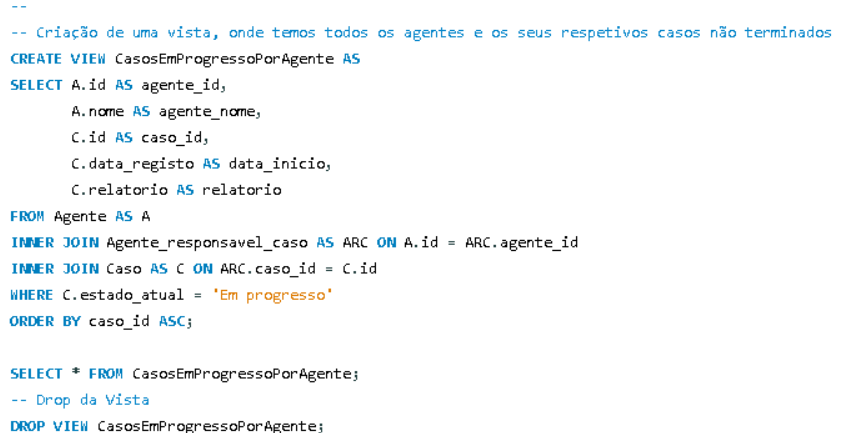 --
-- Criação de uma vista, onde temos todos os agentes e os seus respetivos casos não terminados
CREATE VIEW CasosEmProgressoPorAgente AS
SELECT A.id AS agente_id,
       A.nome AS agente_nome,
       C.id AS caso_id,
       C.data_registo AS data_inicio,
       C.relatorio AS relatorio
FROM Agente AS A
INNER JOIN Agente_responsavel_caso AS ARC ON A.id = ARC.agente_id
INNER JOIN Caso AS C ON ARC.caso_id = C.id
WHERE C.estado_atual = 'Em progresso'
ORDER BY caso_id ASC;
SELECT * FROM CasosEmProgressoPorAgente;
-- Drop da Vista
DROP VIEW CasosEmProgressoPorAgente;